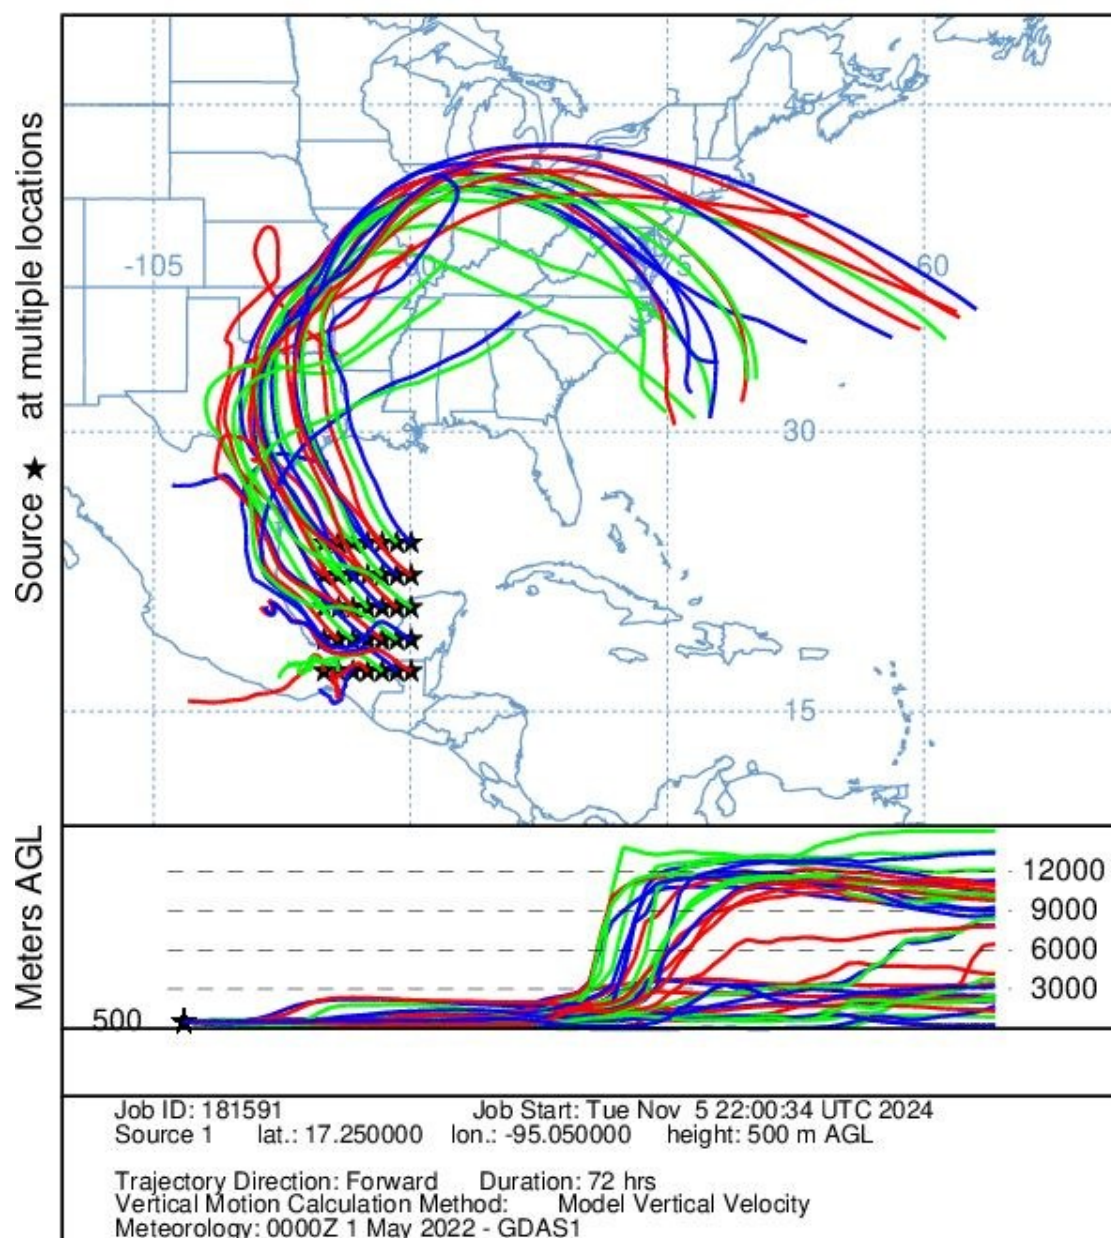 Source ★ at multiple locations
45
-105
-90
-75
-60
30
15
Meters AGL
12000
9000
6000
3000
500
Job ID: 181591 Job Start: Tue Nov 5 22:00:34 UTC 2024
Source 1 lat.: 17.250000 lon.: -95.050000 height: 500 m AGL
Trajectory Direction: Forward Duration: 72 hrs
Vertical Motion Calculation Method: Model Vertical Velocity
Meteorology: 0000Z 1 May 2022 - GDAS1